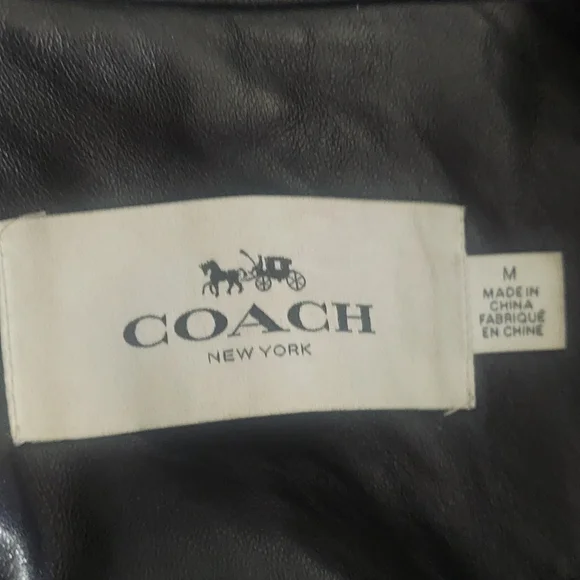 COACH
NEW YORK
M
MADE IN
CHINA
FABRIQUÉ
EN CHINE